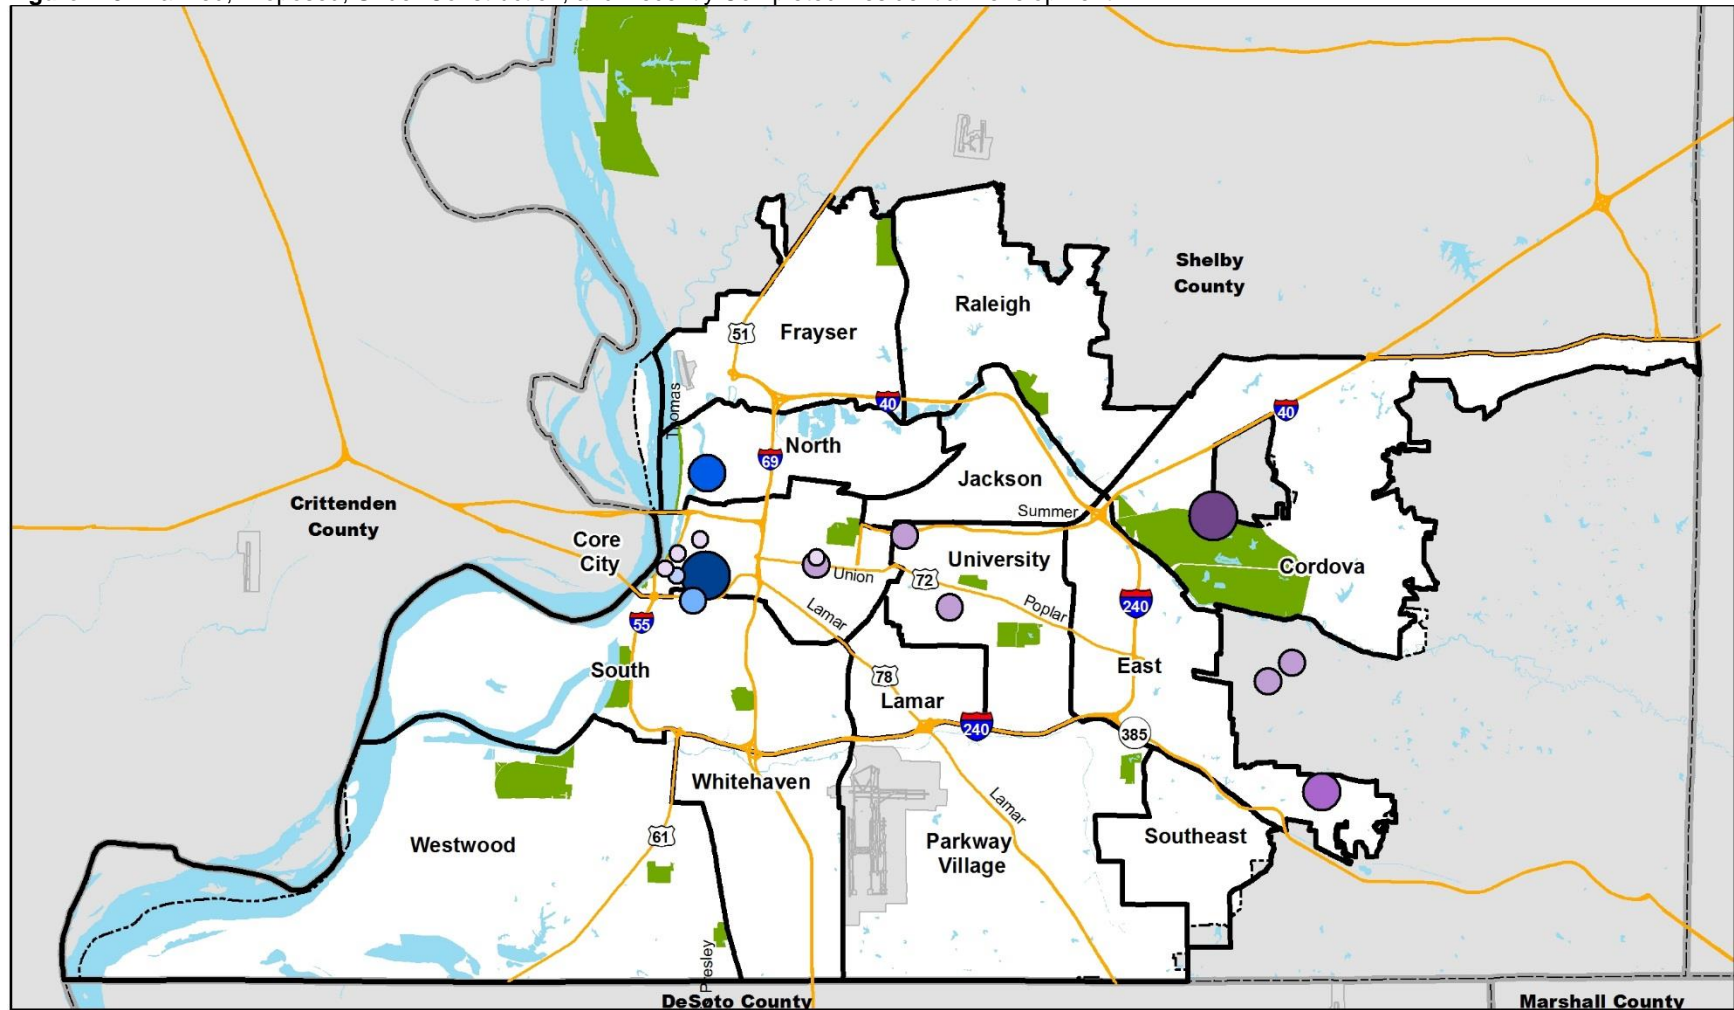 Shelby
County
Raleigh
Frayser
51
40
40
Thomas
North
69
Jackson
Crittenden
County
Summer
Core
City
University
Cordova
Union
72
Poplar
240
Lamar
55
South
East
78
Lamar
240
385
Whitehaven
Lamar
Westwood
61
Parkway
Village
Southeast
Presley
DeSoto County
Marshall County